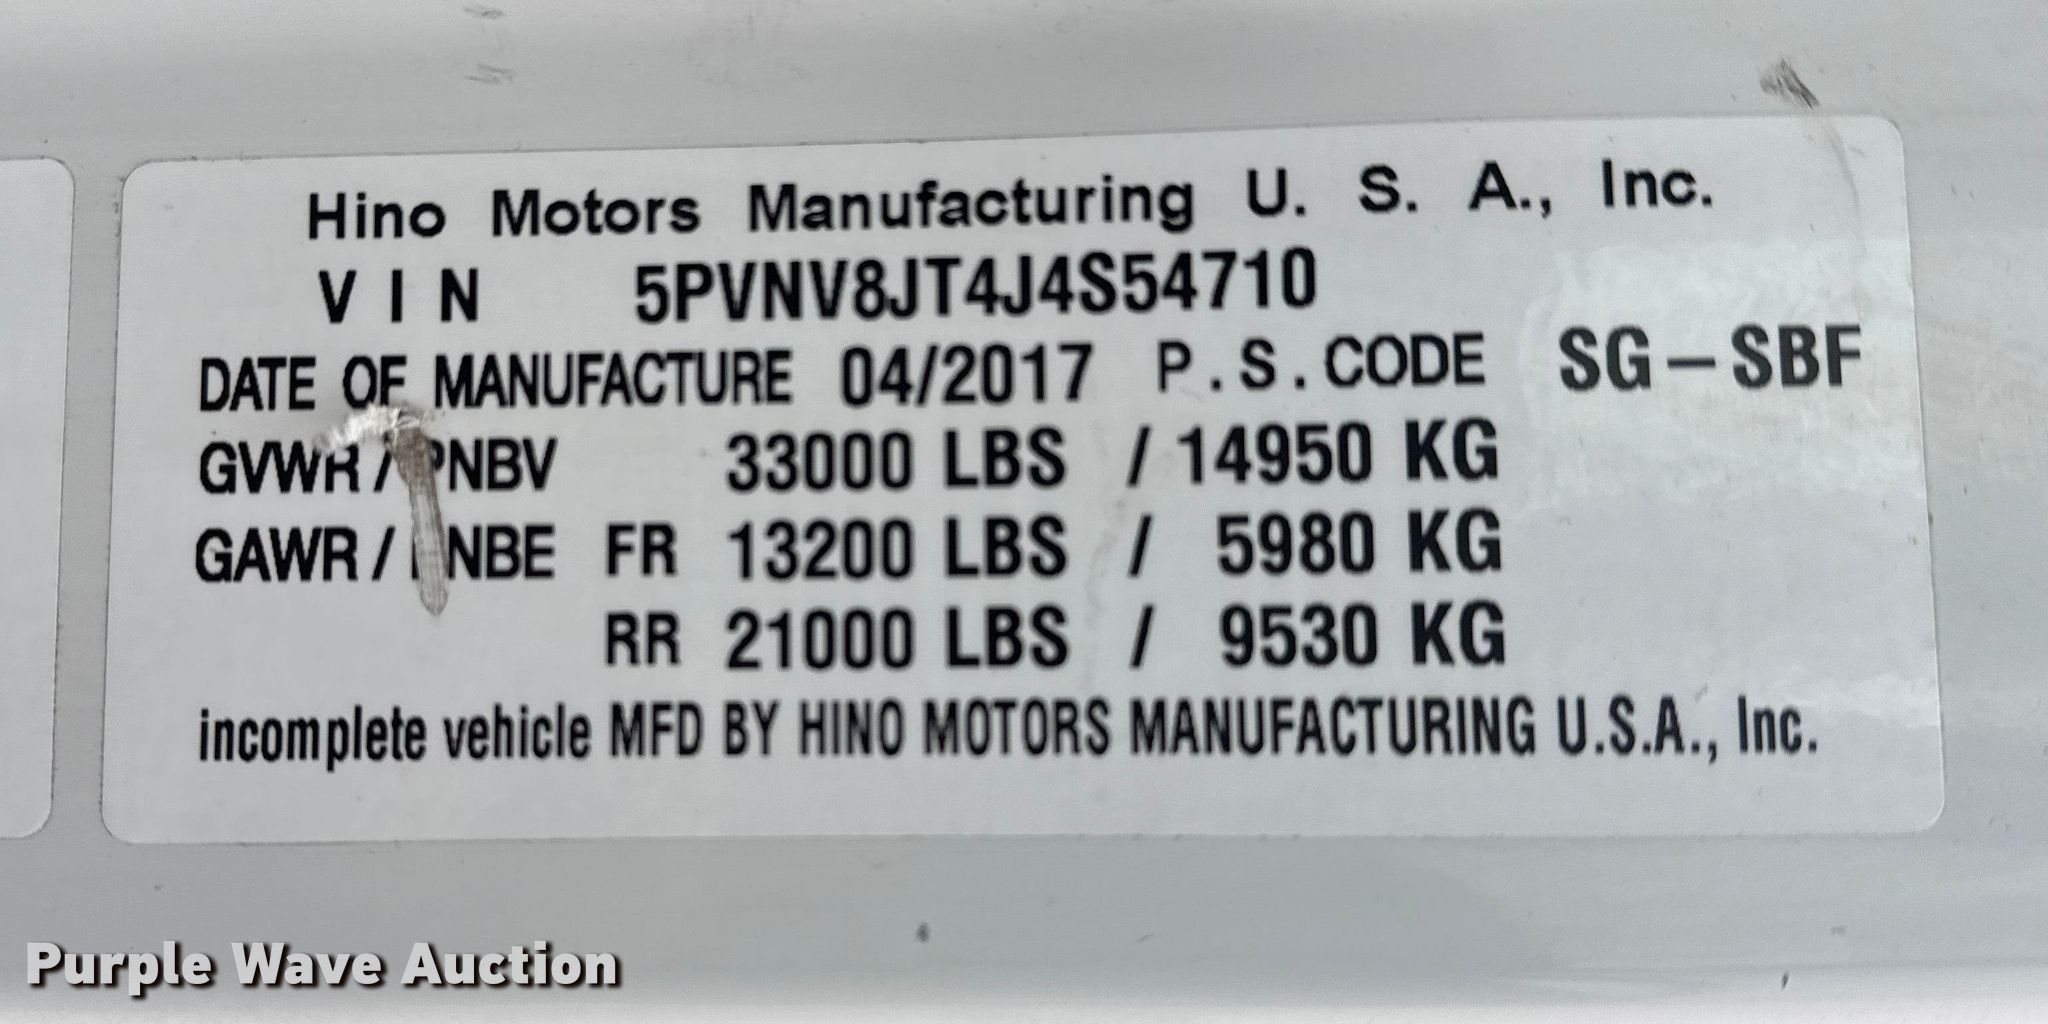 Hino Motors Manufacturing U. S. A., Inc.
VIN 5PVNV8JT4J4S54710
DATE OF MANUFACTURE 04/2017 P.S.CODE SG-SBF
GVWR / PNBV 33000 LBS / 14950 KG
GAWR / PNBE FR 13200 LBS / 5980 KG
RR 21000 LBS / 9530 KG
incomplete vehicle MFD BY HINO MOTORS MANUFACTURING U.S.A., Inc.
Purple Wave Auction